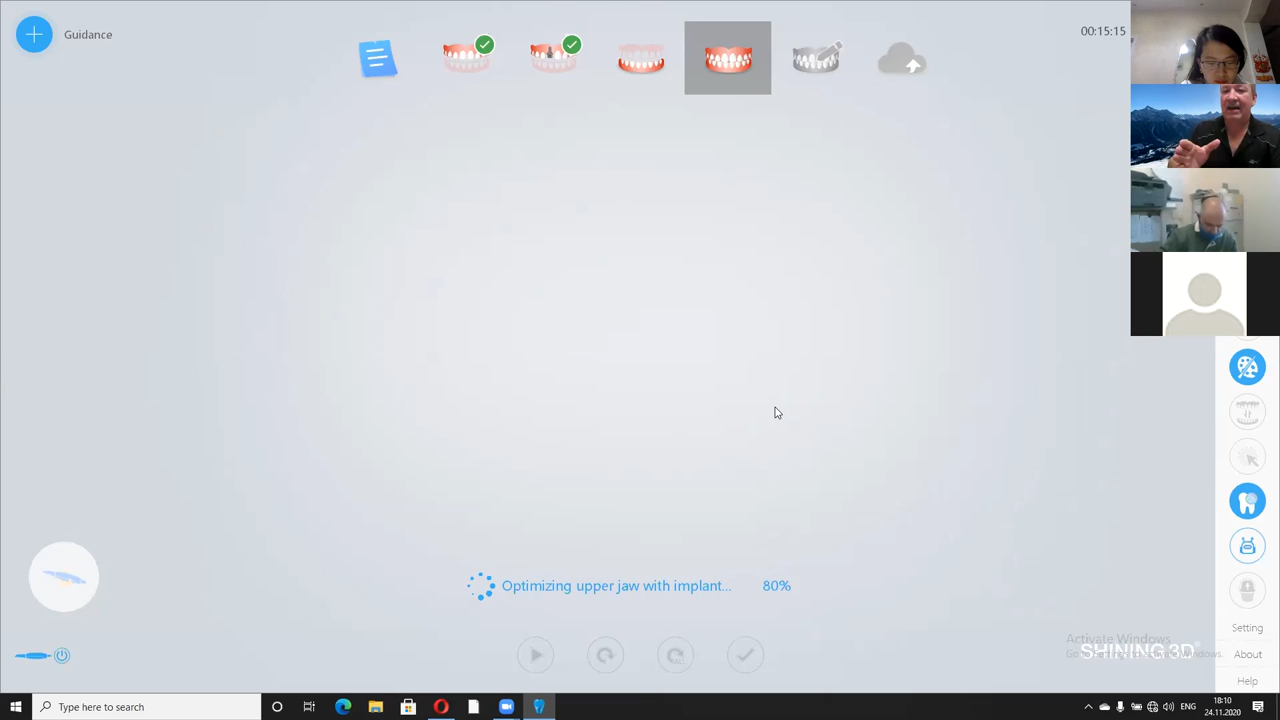 Guidance
00:15:15
Optimizing upper jaw with implant... 80%
Setting
Activate Windows
SHINING 3D®
About
Help
Type here to search
ENG
18:10
24.11.2020